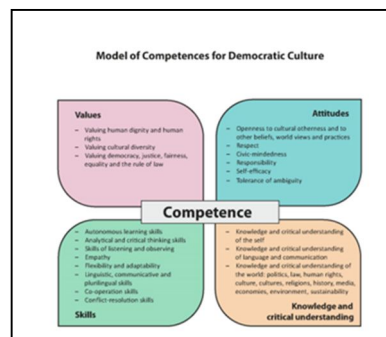 Model of Competences for Democratic Culture
Values
– Valuing human dignity and human
rights
– Valuing cultural diversity
– Valuing democracy, justice, fairness,
equality and the rule of law
Attitudes
– Openness to cultural otherness and to
other beliefs, world views and practices
– Respect
– Civic-mindedness
– Responsibility
– Self-efficacy
– Tolerance of ambiguity
Competence
– Autonomous learning skills
– Analytical and critical thinking skills
– Skills of listening and observing
– Empathy
– Flexibility and adaptability
– Linguistic, communicative and
plurilingual skills
– Co-operation skills
– Conflict-resolution skills
Skills
– Knowledge and critical understanding
of the self
– Knowledge and critical understanding
of language and communication
– Knowledge and critical understanding of
the world: politics, law, human rights,
culture, cultures, religions, history, media,
economies, environment, sustainability
Knowledge and
critical understanding